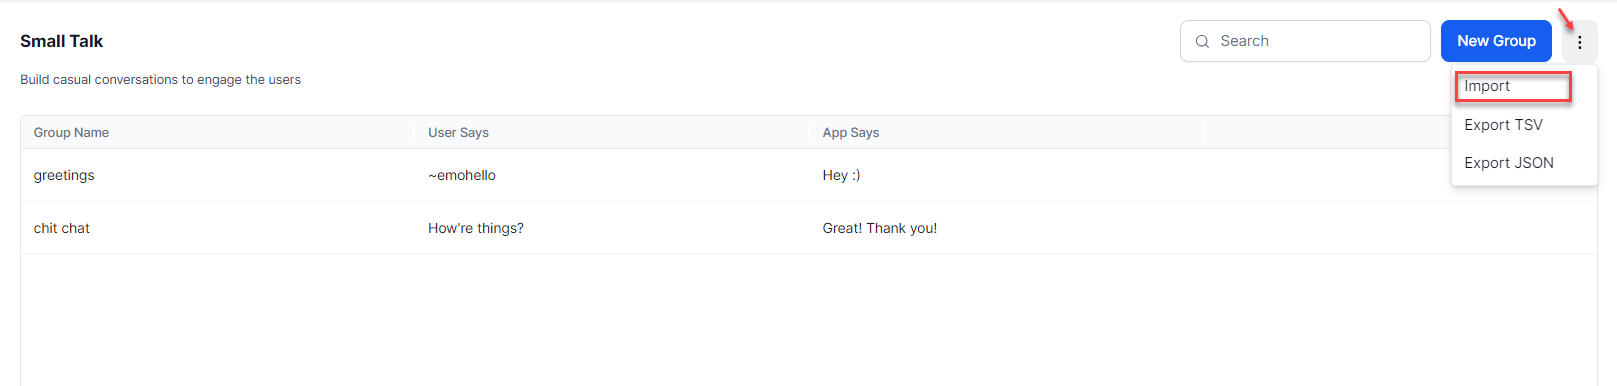 Small Talk
Search
New Group
Build casual conversations to engage the users
Import
Export TSV
Export JSON
Group Name User Says App Says
greetings ~emohello Hey :)
chit chat How're things? Great! Thank you!